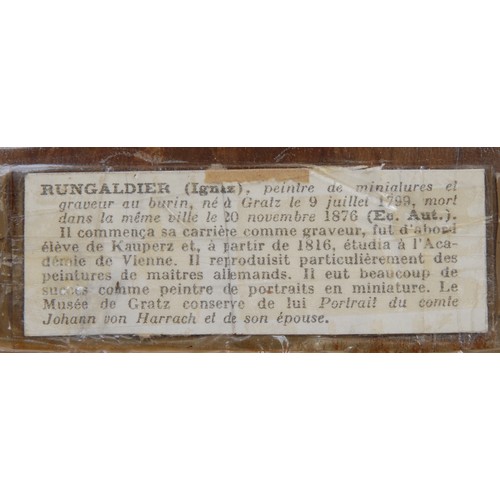 RUNGALDIER (Ignaz), peintre de miniatures et
graveur au burin, né à Gratz le 9 juillet 1799, mort
dans la même ville le 20 novembre 1876 (Ec. Aut.).
Il commença sa carrière comme graveur, fut d'abord
élève de Kauperz et, à partir de 1816, étudia à l'Aca-
démie de Vienne. Il reproduisit particulièrement des
peintures de maîtres allemands. Il eut beaucoup de
succès comme peintre de portraits en miniature. Le
Musée de Gratz conserve de lui Portrait du comte
Johann von Harrach et de son épouse.